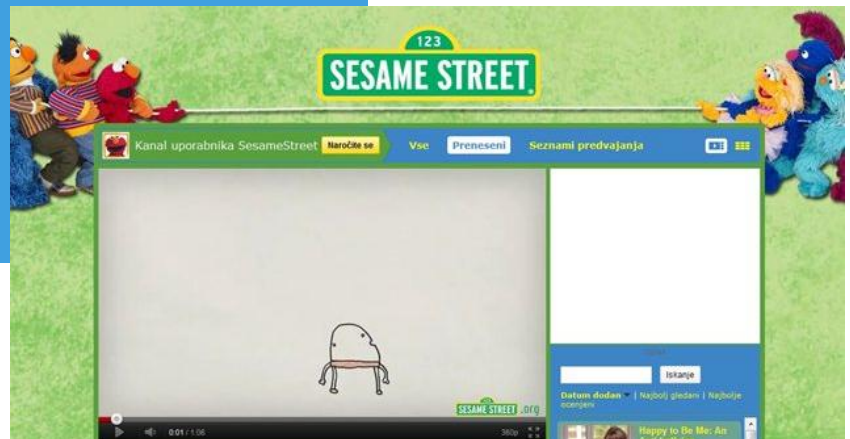 123
SESAME STREET
Kanal uporabnika SesameStreet Naročite se Vse Preneseni Seznami predvajanja
Iskanje
Datum dodan | Najbolj gledani | Najbolje ocenjeni
SESAME STREET .org
0:01 / 1:06 360p
Happy to Be Me: An